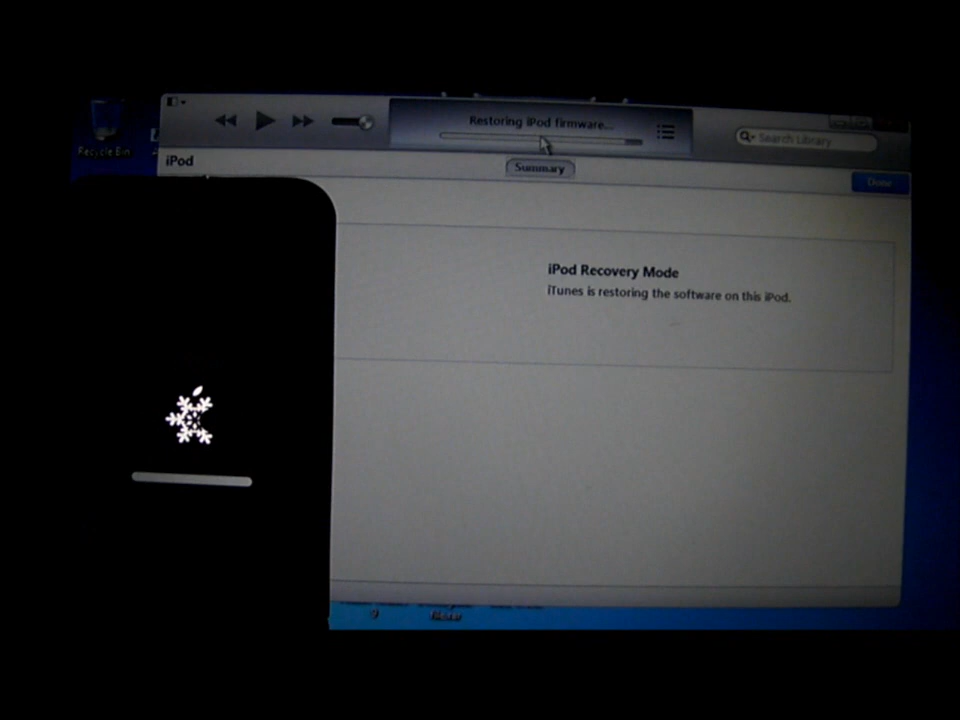 Restoring iPod firmware...
Search Library
Recycle Bin
iPod
Summary
Done
iPod Recovery Mode
iTunes is restoring the software on this iPod.
9